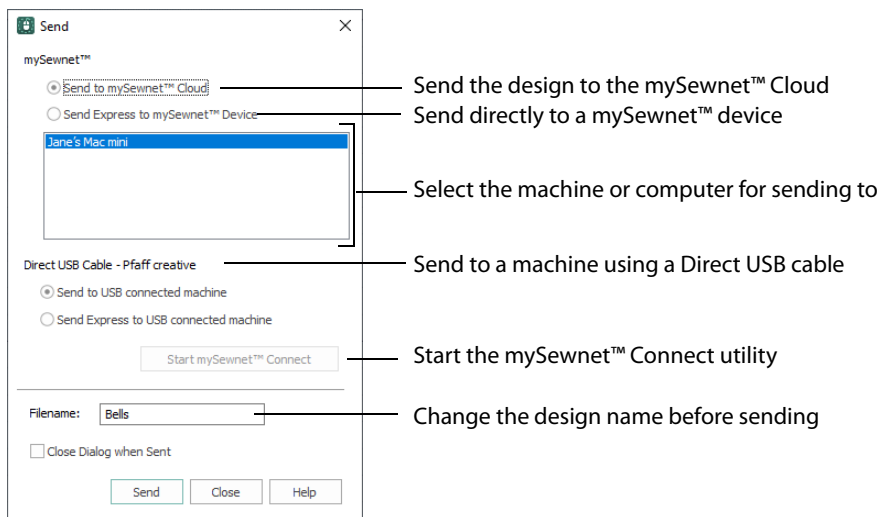 Send
mySewnet™
Send to mySewnet™ Cloud
Send the design to the mySewnet™ Cloud
Send Express to mySewnet™ Device
Send directly to a mySewnet™ device
Jane's Mac mini
Select the machine or computer for sending to
Direct USB Cable - Pfaff creative
Send to a machine using a Direct USB cable
Send to USB connected machine
Send Express to USB connected machine
Start mySewnet™ Connect
Start the mySewnet™ Connect utility
Filename: Bells
Change the design name before sending
Close Dialog when Sent
Send Close Help